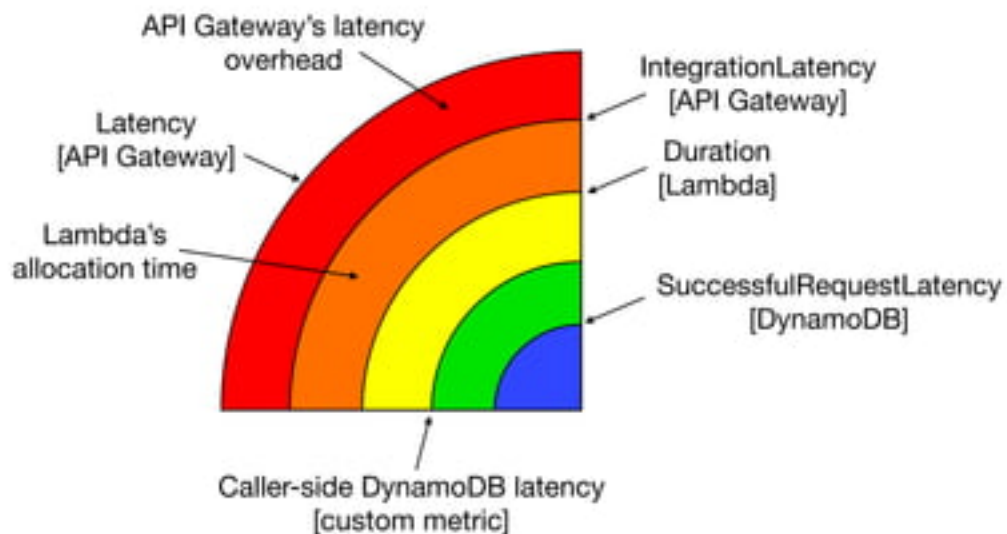 API Gateway's latency
overhead
IntegrationLatency
[API Gateway]
Latency
[API Gateway]
Duration
[Lambda]
Lambda's
allocation time
SuccessfulRequestLatency
[DynamoDB]
Caller-side DynamoDB latency
[custom metric]